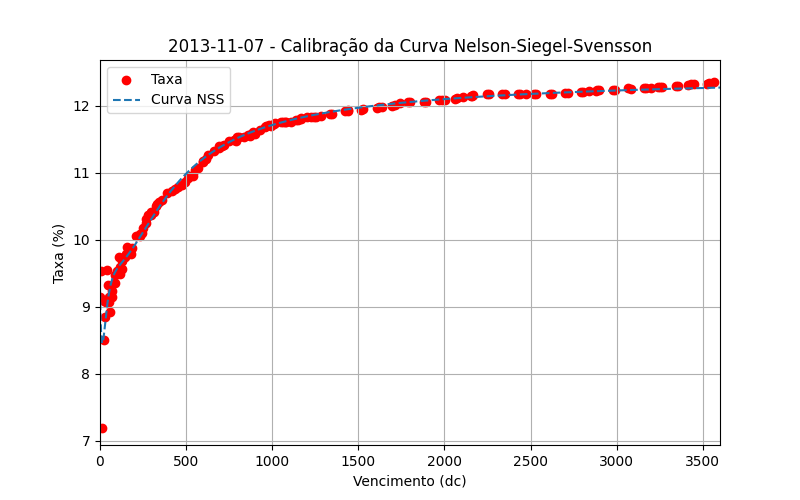 2013-11-07 - Calibração da Curva Nelson-Siegel-Svensson
Taxa
Curva NSS
Taxa (%)
12
11
10
9
8
7
0
500
1000
1500
2000
2500
3000
3500
Vencimento (dc)